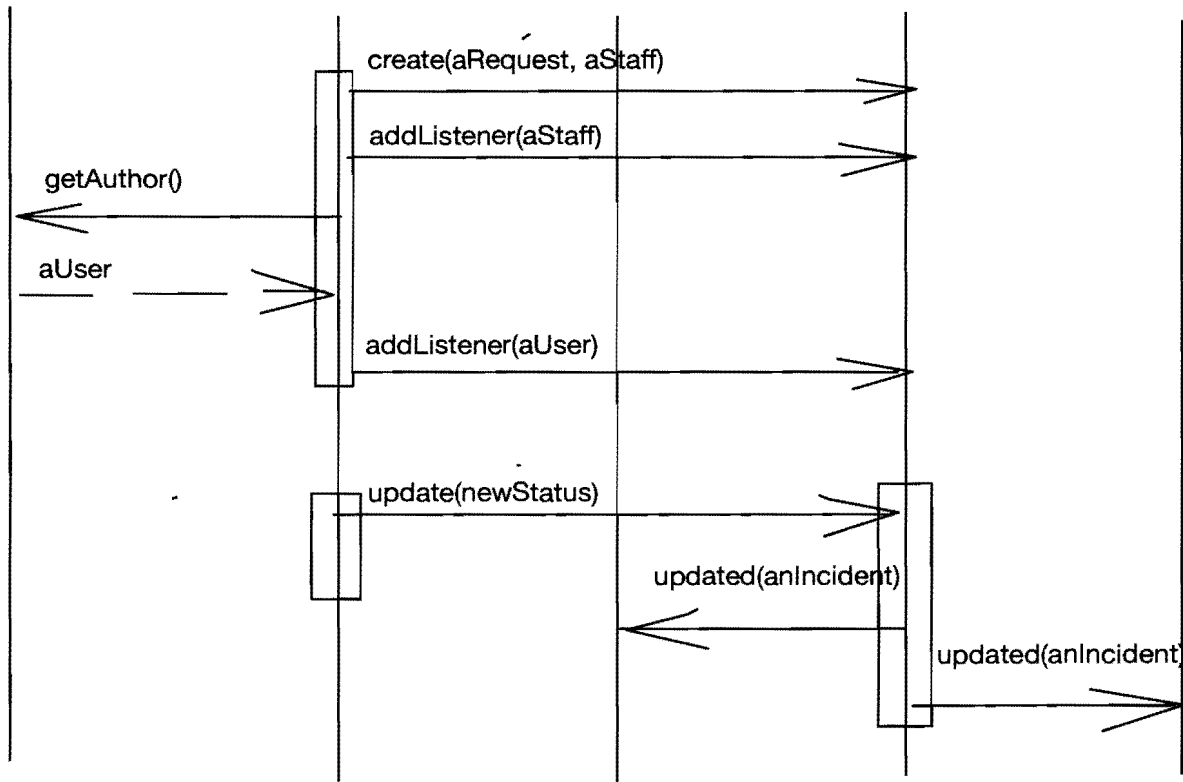 create(aRequest, aStaff)
addListener(aStaff)
getAuthor()
aUser
addListener(aUser)
update(newStatus)
updated(anIncident)
updated(anIncident)